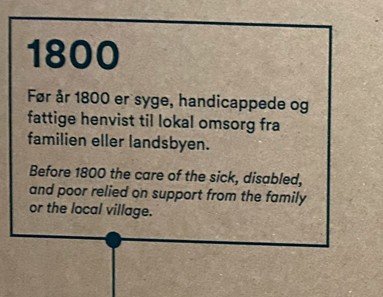 1800
Før år 1800 er syge, handicappede og
fattige henvist til lokal omsorg fra
familien eller landsbyen.
Before 1800 the care of the sick, disabled,
and poor relied on support from the family
or the local village.